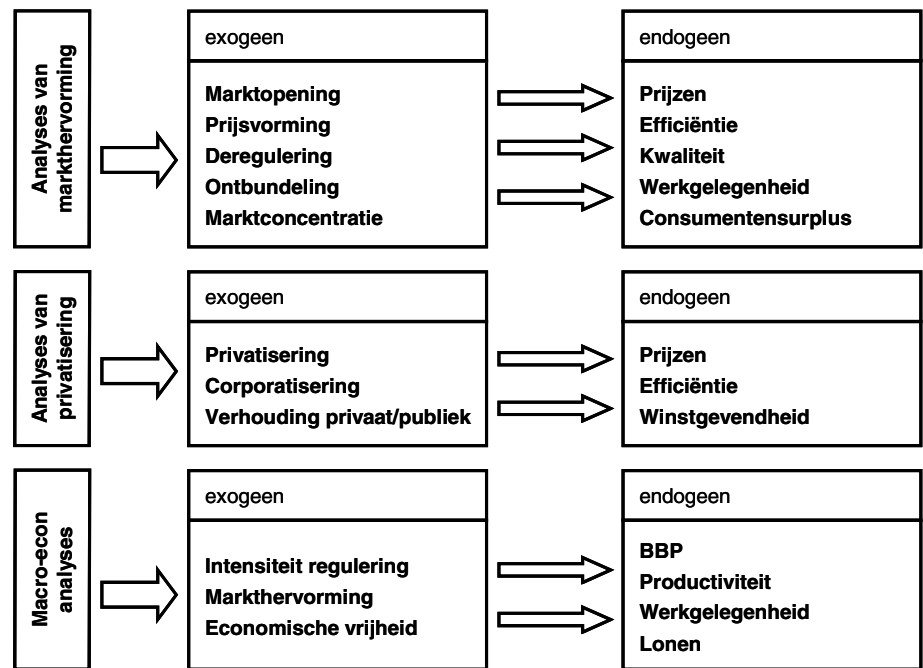 Analyses van
markthervorming
exogeen
Marktopening
Prijsvorming
Deregulering
Ontbundeling
Marktconcentratie
endogeen
Prijzen
Efficiëntie
Kwaliteit
Werkgelegenheid
Consumentensurplus
Analyses van
privatisering
exogeen
Privatisering
Corporatisering
Verhouding privaat/publiek
endogeen
Prijzen
Efficiëntie
Winstgevendheid
Macro-econ
analyses
exogeen
Intensiteit regulering
Markthervorming
Economische vrijheid
endogeen
BBP
Productiviteit
Werkgelegenheid
Lonen